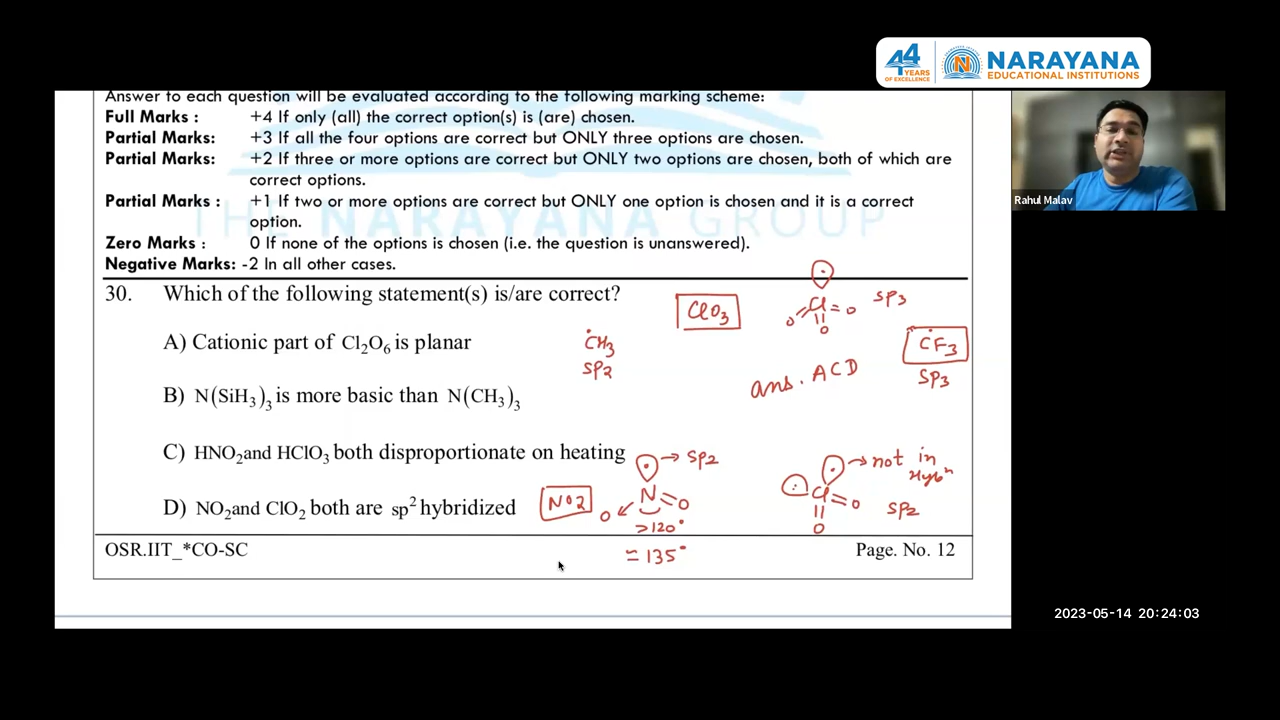 44
YEARS
OF EXCELLENCE
N
NARAYANA
EDUCATIONAL INSTITUTIONS
Answer to each question will be evaluated according to the following marking scheme:
Full Marks : +4 If only (all) the correct option(s) is (are) chosen.
Partial Marks: +3 If all the four options are correct but ONLY three options are chosen.
Partial Marks: +2 If three or more options are correct but ONLY two options are chosen, both of which are
correct options.
Partial Marks : +1 If two or more options are correct but ONLY one option is chosen and it is a correct
option.
THE NARAYANA GROUP
Zero Marks : 0 If none of the options is chosen (i.e. the question is unanswered).
Negative Marks: -2 In all other cases.
Rahul Malav
30. Which of the following statement(s) is/are correct?
ClO3
Cl O O O
SP3
A) Cationic part of Cl2O6 is planar
CH3
SP2
CF3
SP3
ans. ACD
B) N(SiH3)3 is more basic than N(CH3)3
C) HNO2and HClO3 both disproportionate on heating
→ SP2
→ not in
Hybn
D) NO2and ClO2 both are sp2 hybridized
NO2
O N O
>120°
≃ 135°
Cl O
O
SP2
OSR.IIT_*CO-SC Page. No. 12
2023-05-14 20:24:03